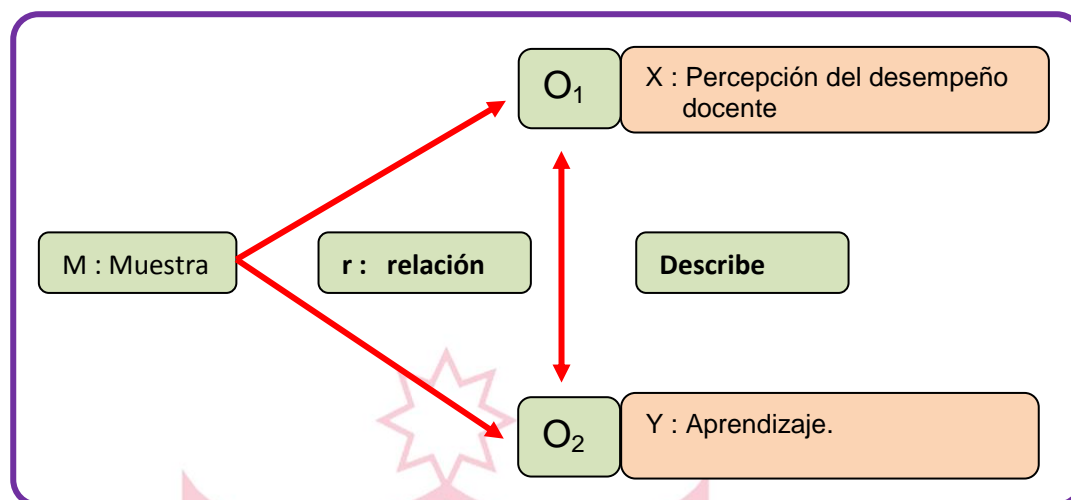 O₁
X : Percepción del desempeño
docente
M : Muestra
r : relación
Describe
O₂
Y : Aprendizaje.